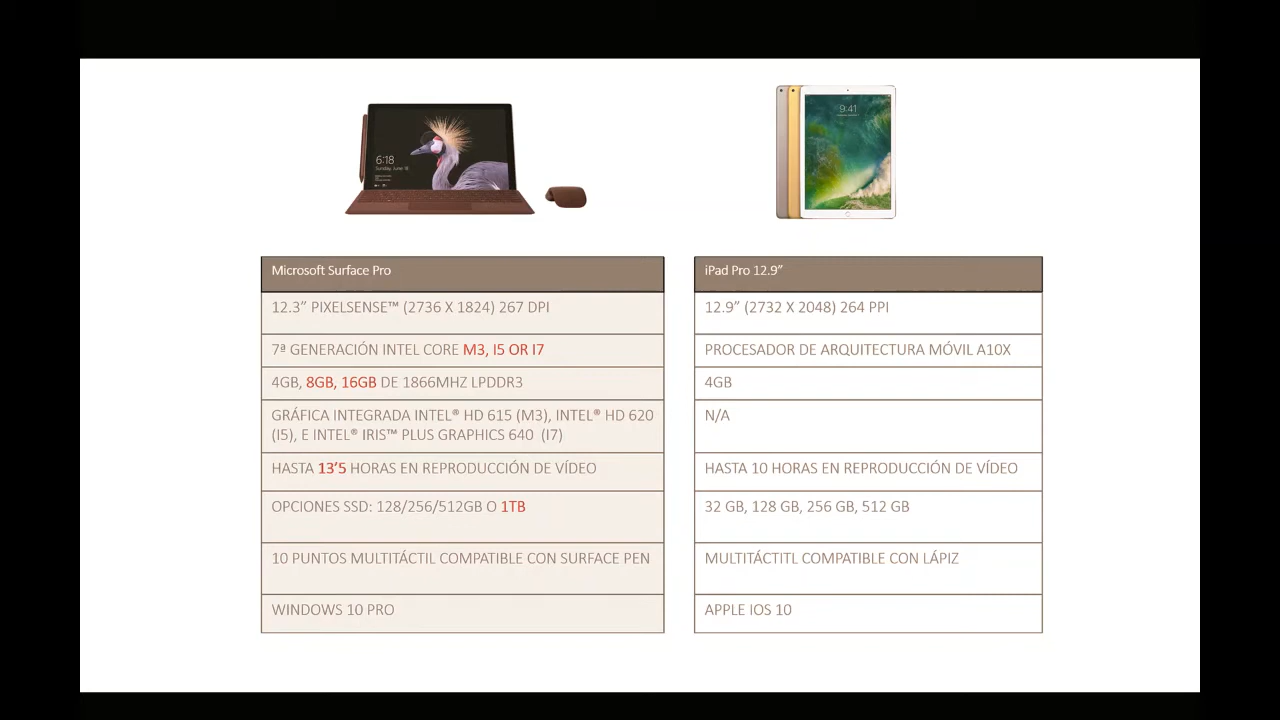 6:18
Sunday, June 18
9:41
Microsoft Surface Pro
12.3” PIXELSENSE™ (2736 X 1824) 267 DPI
7ª GENERACIÓN INTEL CORE M3, I5 OR I7
4GB, 8GB, 16GB DE 1866MHZ LPDDR3
GRÁFICA INTEGRADA INTEL® HD 615 (M3), INTEL® HD 620
(I5), E INTEL® IRIS™ PLUS GRAPHICS 640 (I7)
HASTA 13’5 HORAS EN REPRODUCCIÓN DE VÍDEO
OPCIONES SSD: 128/256/512GB O 1TB
10 PUNTOS MULTITÁCTIL COMPATIBLE CON SURFACE PEN
WINDOWS 10 PRO
iPad Pro 12.9”
12.9” (2732 X 2048) 264 PPI
PROCESADOR DE ARQUITECTURA MÓVIL A10X
4GB
N/A
HASTA 10 HORAS EN REPRODUCCIÓN DE VÍDEO
32 GB, 128 GB, 256 GB, 512 GB
MULTITÁCTITL COMPATIBLE CON LÁPIZ
APPLE IOS 10